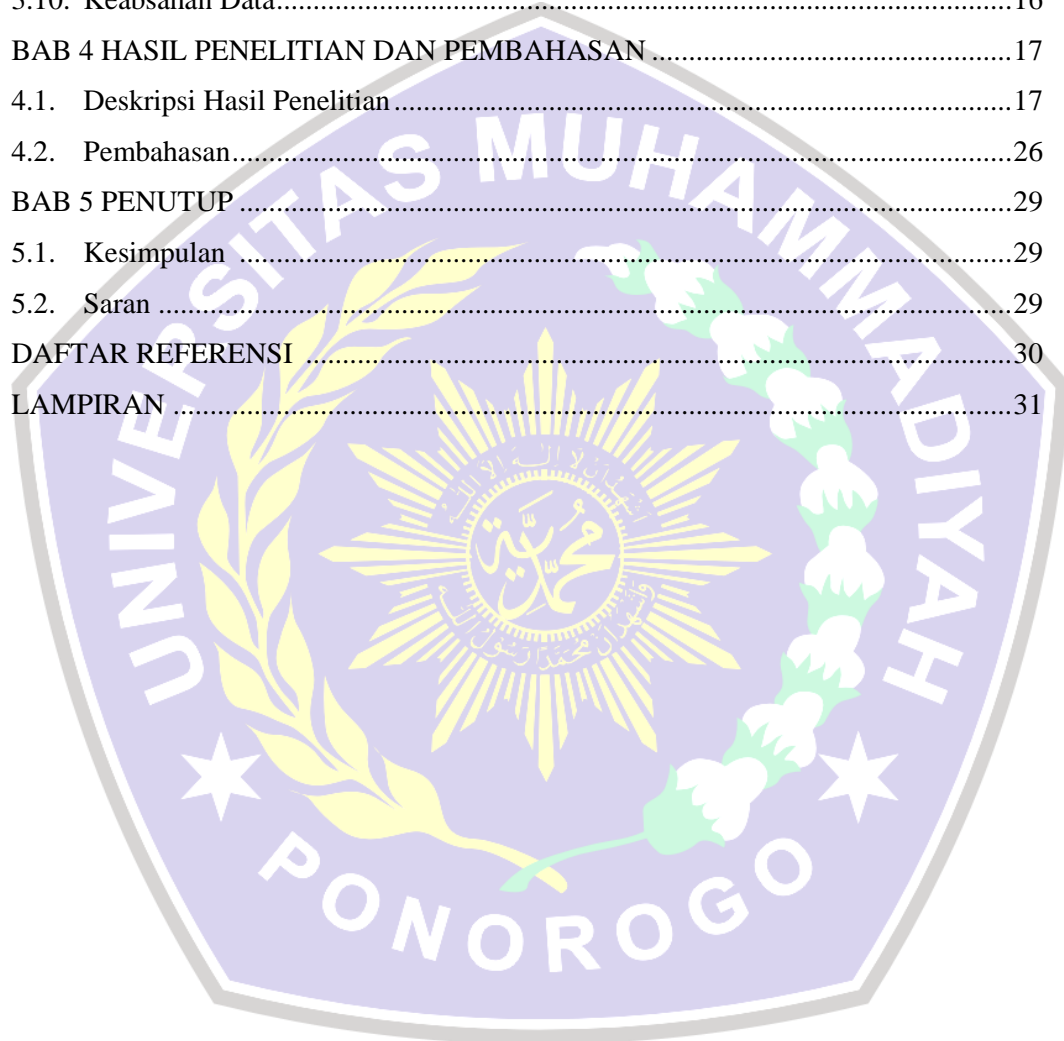 3.10. Keabsahan Data....................16
BAB 4 HASIL PENELITIAN DAN PEMBAHASAN ....................17
4.1. Deskripsi Hasil Penelitian....................17
4.2. Pembahasan....................26
BAB 5 PENUTUP ....................29
5.1. Kesimpulan ....................29
5.2. Saran ....................29
DAFTAR REFERENSI ....................30
LAMPIRAN ....................31
UNIVERSITAS MUHAMMADIYAH
PONOROGO
محمدية